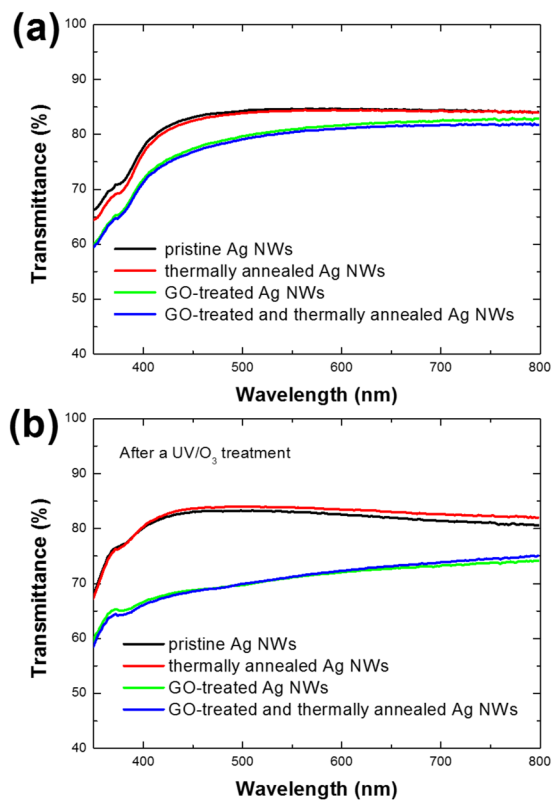 (a)
100
90
80
70
60
50
40
Transmittance (%)
pristine Ag NWs
thermally annealed Ag NWs
GO-treated Ag NWs
GO-treated and thermally annealed Ag NWs
400 500 600 700 800
Wavelength (nm)
(b)
100
90
80
70
60
50
40
Transmittance (%)
After a UV/O₃ treatment
pristine Ag NWs
thermally annealed Ag NWs
GO-treated Ag NWs
GO-treated and thermally annealed Ag NWs
400 500 600 700 800
Wavelength (nm)